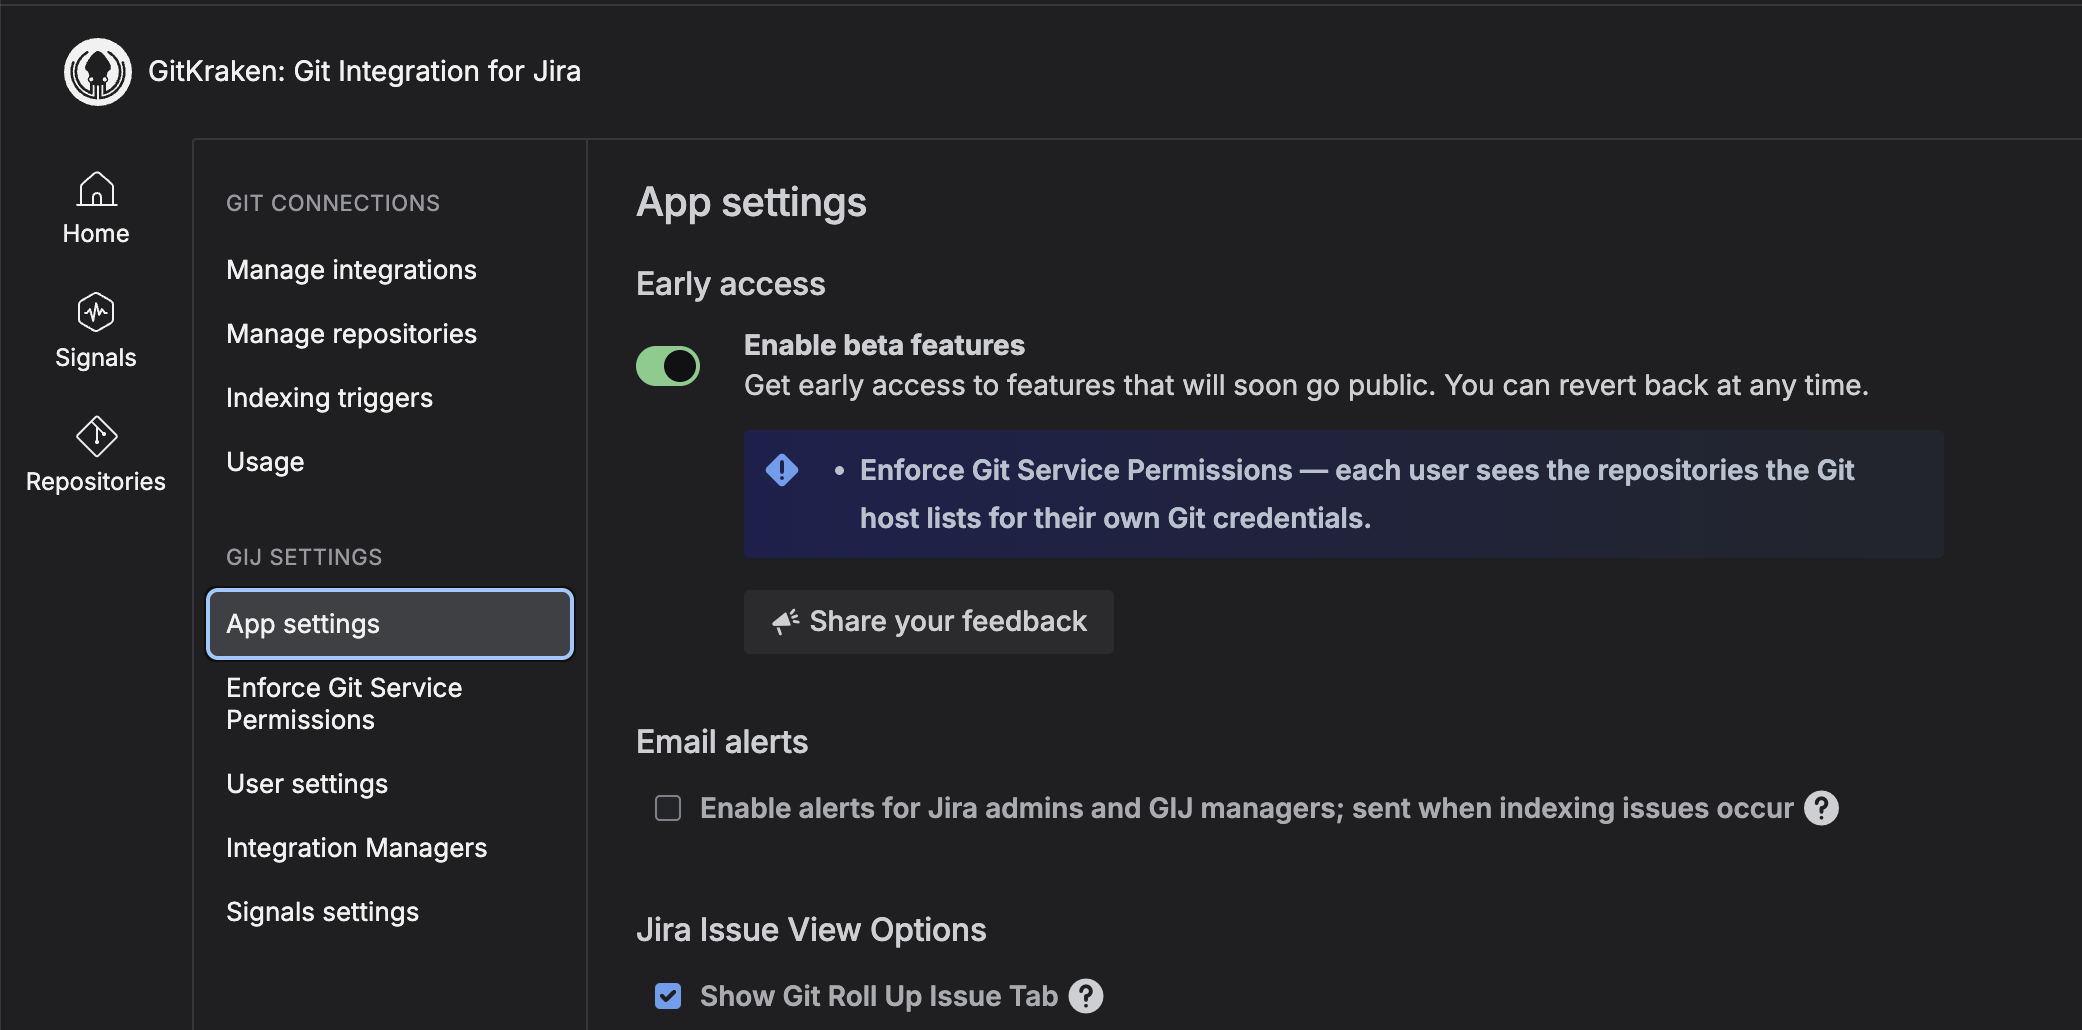 GitKraken: Git Integration for Jira
Home
Signals
Repositories
GIT CONNECTIONS
Manage integrations
Manage repositories
Indexing triggers
Usage
GIJ SETTINGS
App settings
Enforce Git Service
Permissions
User settings
Integration Managers
Signals settings
App settings
Early access
Enable beta features
Get early access to features that will soon go public. You can revert back at any time.
• Enforce Git Service Permissions — each user sees the repositories the Git
host lists for their own Git credentials.
Share your feedback
Email alerts
Enable alerts for Jira admins and GIJ managers; sent when indexing issues occur ?
Jira Issue View Options
Show Git Roll Up Issue Tab ?